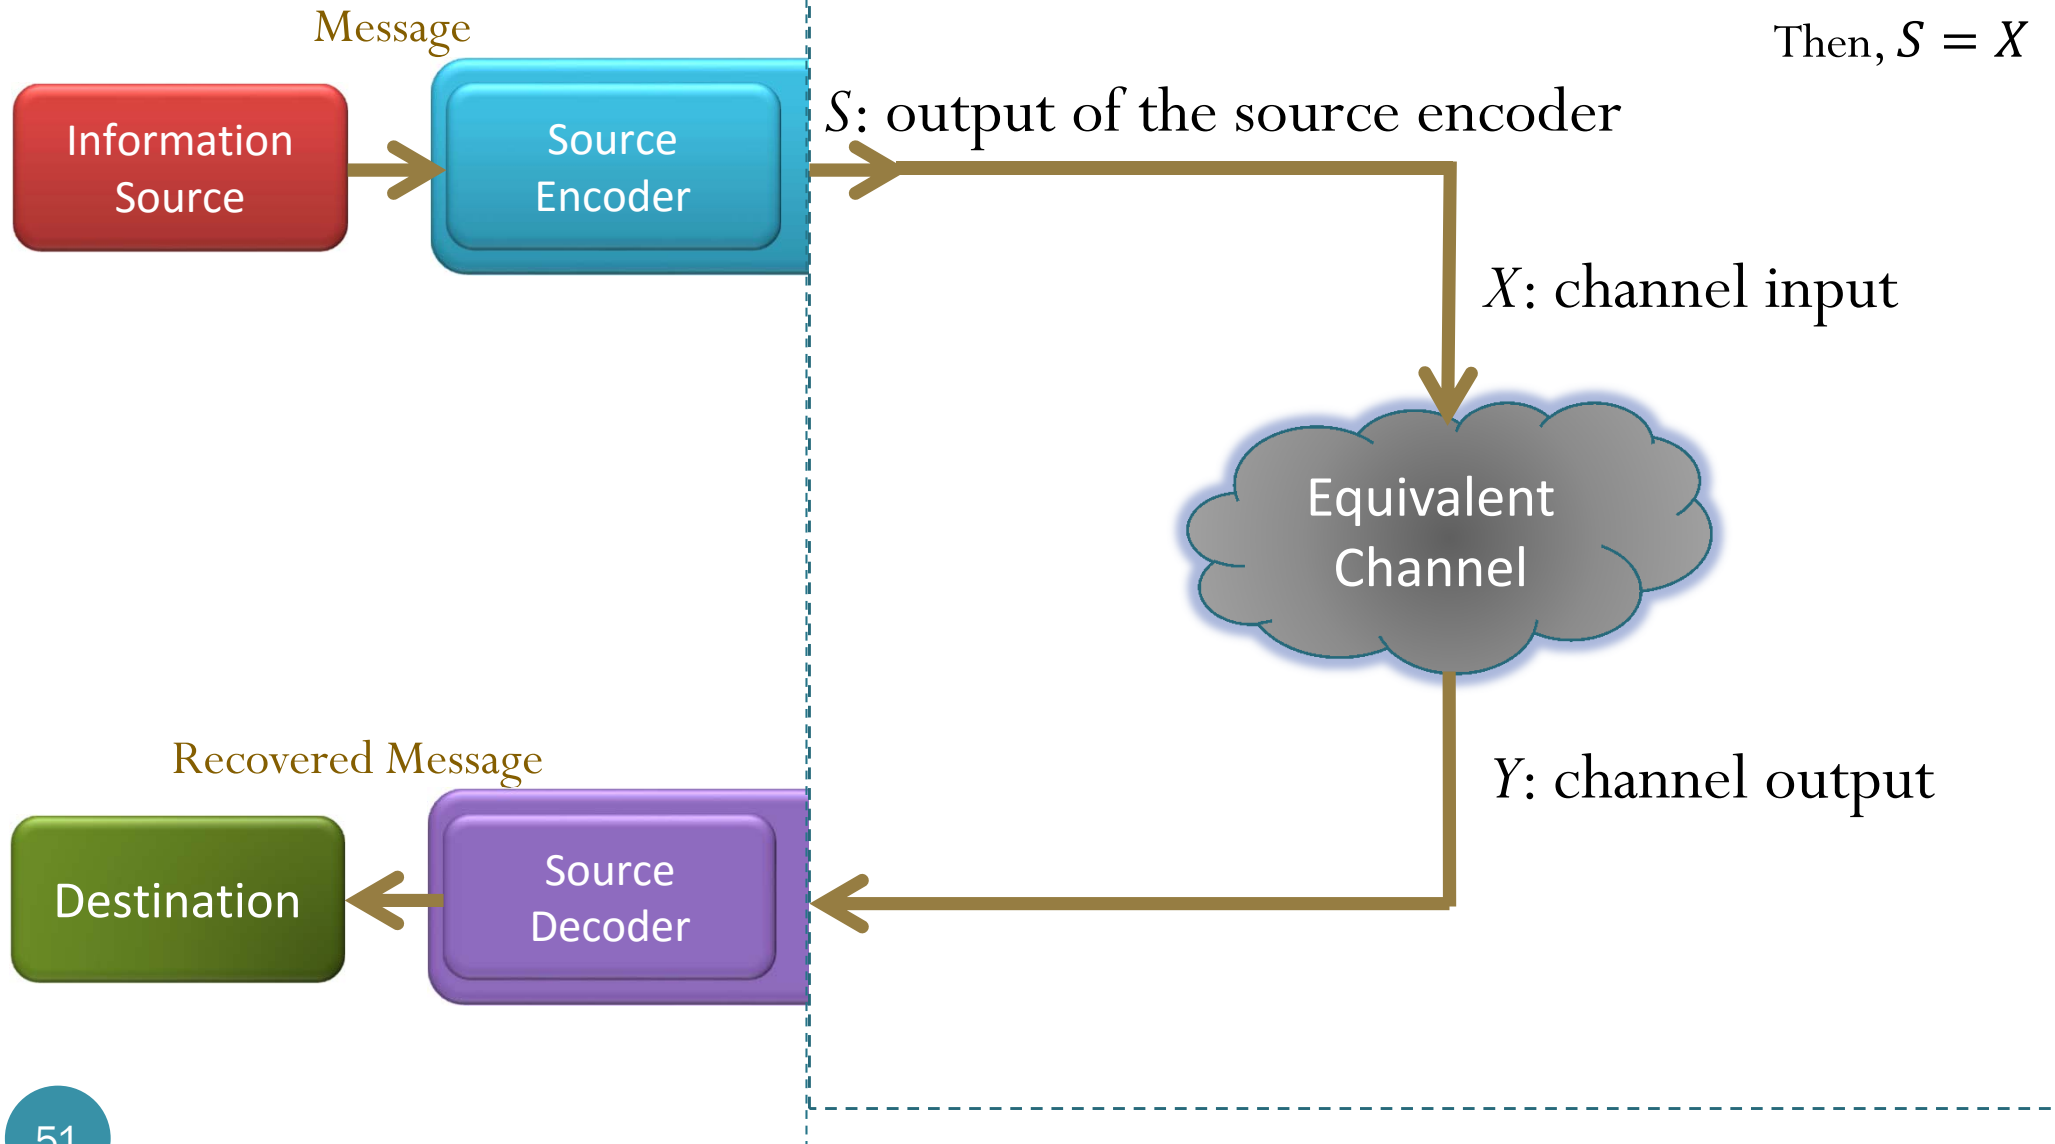 Message
Then, S = X
Information
Source
Source
Encoder
S: output of the source encoder
X: channel input
Equivalent
Channel
Recovered Message
Y: channel output
Destination
Source
Decoder
51